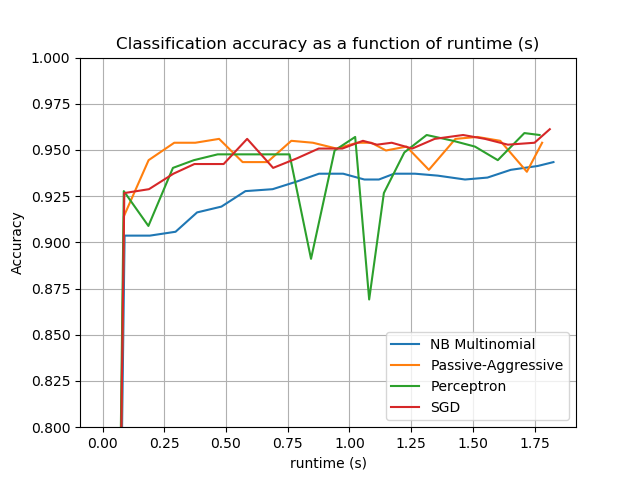 Classification accuracy as a function of runtime (s)
1.000
0.975
0.950
0.925
0.900
0.875
0.850
0.825
0.800
Accuracy
NB Multinomial
Passive-Aggressive
Perceptron
SGD
0.00 0.25 0.50 0.75 1.00 1.25 1.50 1.75
runtime (s)